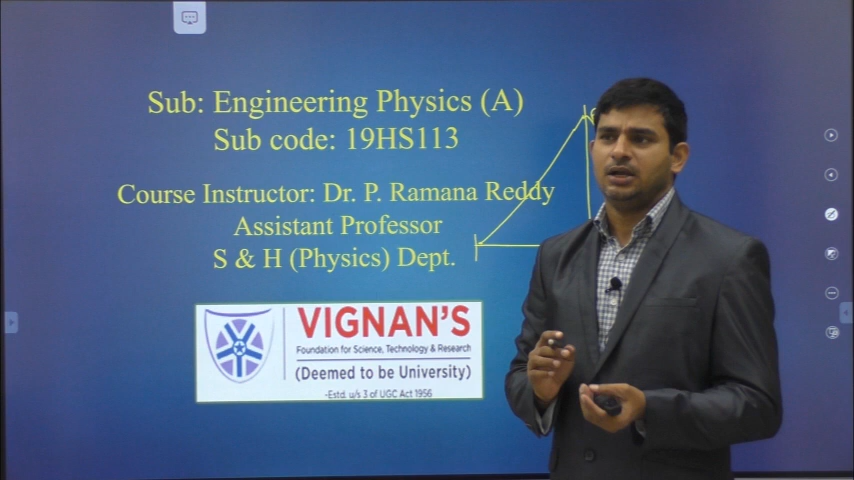 Sub: Engineering Physics (A)
Sub code: 19HS113
Course Instructor: Dr. P. Ramana Reddy
Assistant Professor
S & H (Physics) Dept.
VIGNAN'S
Foundation for Science, Technology & Research
(Deemed to be University)
-Estd. u/s 3 of UGC Act 1956